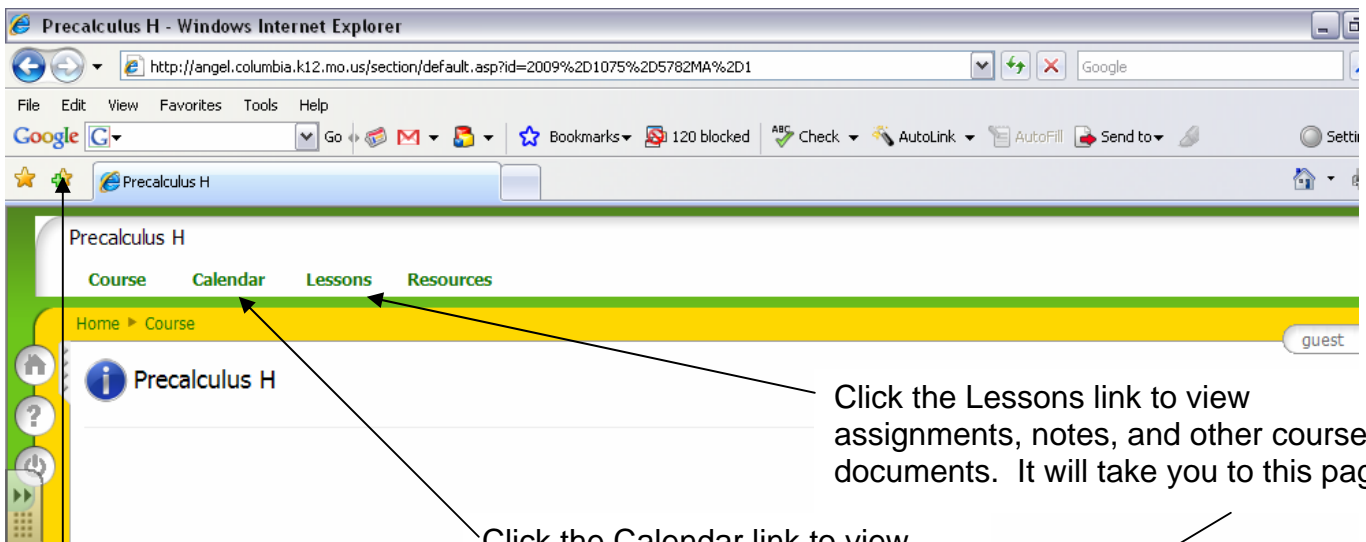 Precalculus H - Windows Internet Explorer
http://angel.columbia.k12.mo.us/section/default.asp?id=2009%2D1075%2D5782MA%2D1
Google
File Edit View Favorites Tools Help
Google G Go Bookmarks 120 blocked ABC Check AutoLink AutoFill Send to
Precalculus H
Precalculus H
Course Calendar Lessons Resources
Home Course
guest
Precalculus H
Click the Lessons link to view
assignments, notes, and other course
documents. It will take you to this
Click the Calendar link to view